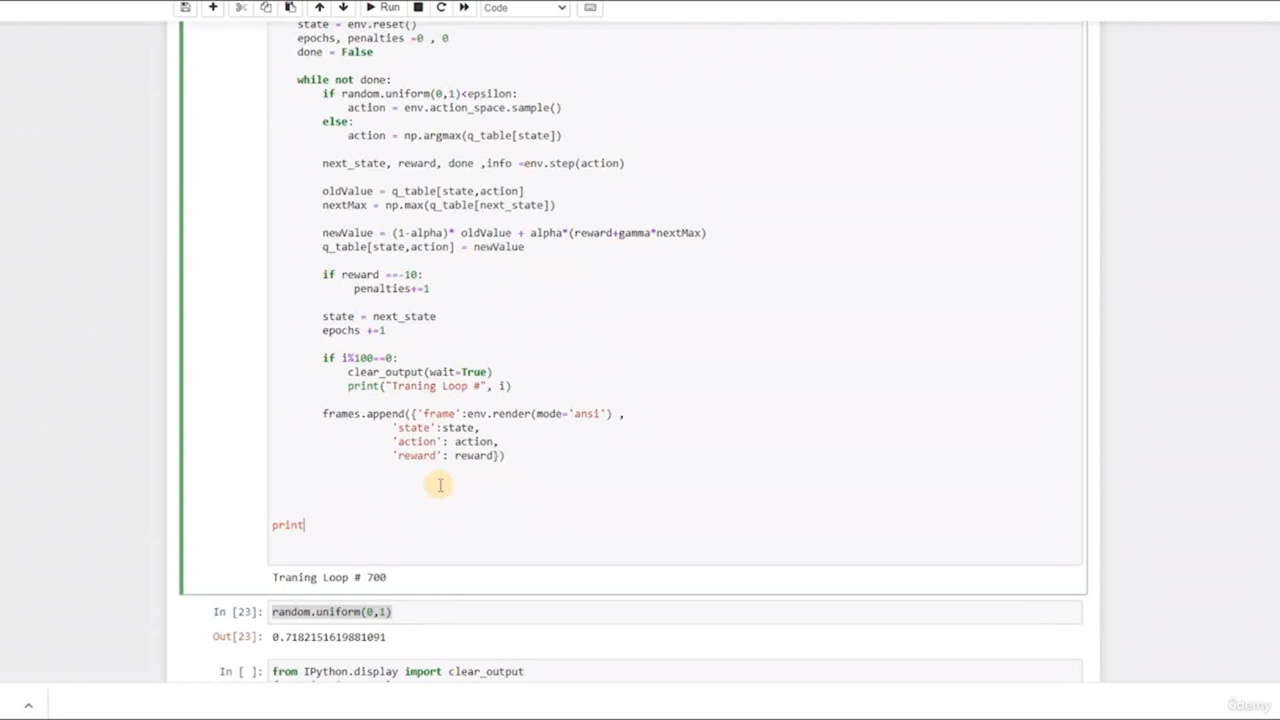 Run
Code
state = env.reset()
epochs, penalties =0 , 0
done = False
while not done:
if random.uniform(0,1)<epsilon:
action = env.action_space.sample()
else:
action = np.argmax(q_table[state])
next_state, reward, done ,info =env.step(action)
oldValue = q_table[state,action]
nextMax = np.max(q_table[next_state])
newValue = (1-alpha)* oldValue + alpha*(reward+gamma*nextMax)
q_table[state,action] = newValue
if reward ==-10:
penalties+=1
state = next_state
epochs +=1
if i%100==0:
clear_output(wait=True)
print("Traning Loop #", i)
frames.append({'frame':env.render(mode='ansi') ,
'state':state,
'action': action,
'reward': reward})
print
Traning Loop # 700
In [23]: random.uniform(0,1)
Out[23]: 0.7182151619881091
In [ ]: from IPython.display import clear_output
ûdemy